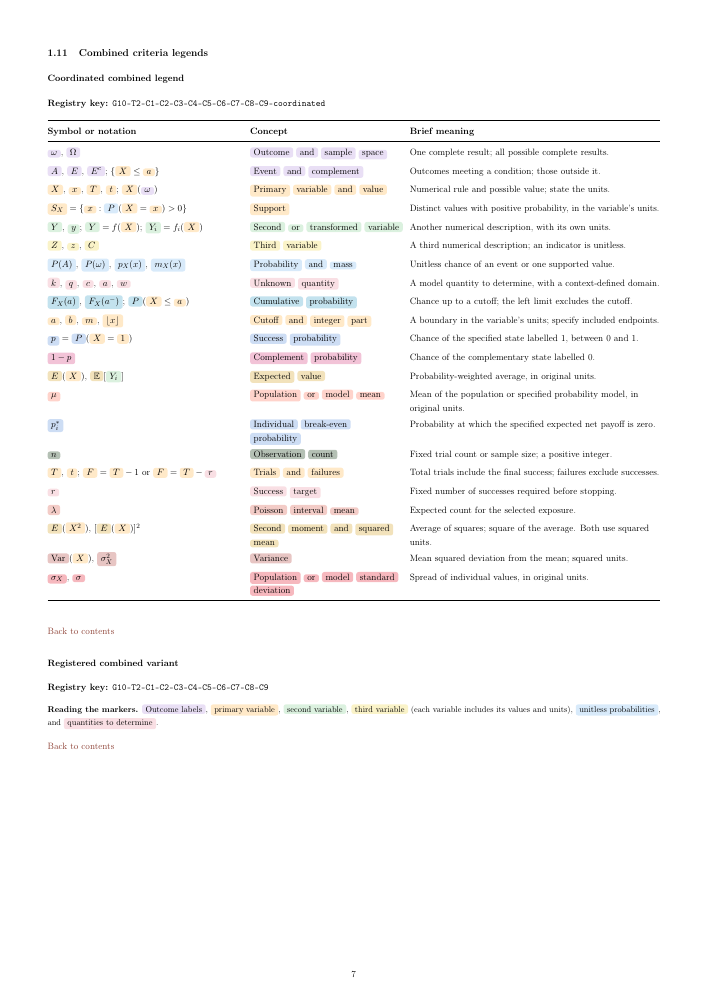 1.11 Combined criteria legends
Coordinated combined legend
Registry key: G10-T2-C1-C2-C3-C4-C5-C6-C7-C8-C9-coordinated
Symbol or notation Concept Brief meaning
ω, Ω Outcome and sample space One complete result; all possible complete results.
A, E, Eᶜ; {X ≤ a} Event and complement Outcomes meeting a condition; those outside it.
X, x, T, t; X(ω) Primary variable and value Numerical rule and possible value; state the units.
S_X = {x : P(X = x) > 0} Support Distinct values with positive probability, in the variable's units.
Y, y; Y = f(X); Y_i = f_i(X) Second or transformed variable Another numerical description, with its own units.
Z, z, C Third variable A third numerical description; an indicator is unitless.
P(A), P(ω), p_X(x), m_X(x) Probability and mass Unitless chance of an event or one supported value.
k, q, c, a, w Unknown quantity A model quantity to determine, with a context-defined domain.
F_X(a), F_X(a⁻); P(X ≤ a) Cumulative probability Chance up to a cutoff; the left limit excludes the cutoff.
a, b, m, ⌊x⌋ Cutoff and integer part A boundary in the variable's units; specify included endpoints.
p = P(X = 1) Success probability Chance of the specified state labelled 1, between 0 and 1.
1 − p Complement probability Chance of the complementary state labelled 0.
E(X), 𝔼[Y_i] Expected value Probability-weighted average, in original units.
μ Population or model mean Mean of the population or specified probability model, in
original units.
p*_i Individual break-even Probability at which the specified expected net payoff is zero.
probability
n Observation count Fixed trial count or sample size; a positive integer.
T, t; F = T − 1 or F = T − r Trials and failures Total trials include the final success; failures exclude successes.
r Success target Fixed number of successes required before stopping.
λ Poisson interval mean Expected count for the selected exposure.
E(X²), [E(X)]² Second moment and squared Average of squares; square of the average. Both use squared
mean units.
Var(X), σ²_X Variance Mean squared deviation from the mean; squared units.
σ_X, σ Population or model standard Spread of individual values, in original units.
deviation
Back to contents
Registered combined variant
Registry key: G10-T2-C1-C2-C3-C4-C5-C6-C7-C8-C9
Reading the markers. Outcome labels, primary variable, second variable, third variable (each variable includes its values and units), unitless probabilities,
and quantities to determine.
Back to contents
7